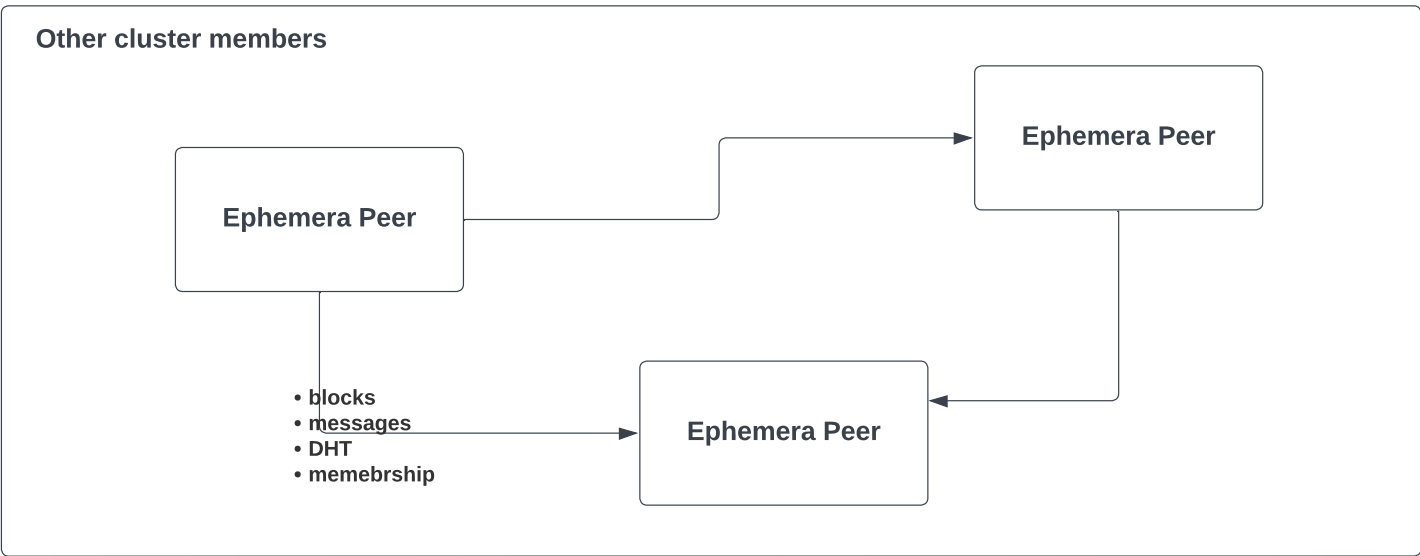 Other cluster members
Ephemera Peer
Ephemera Peer
• blocks
• messages
• DHT
• memebrship
Ephemera Peer